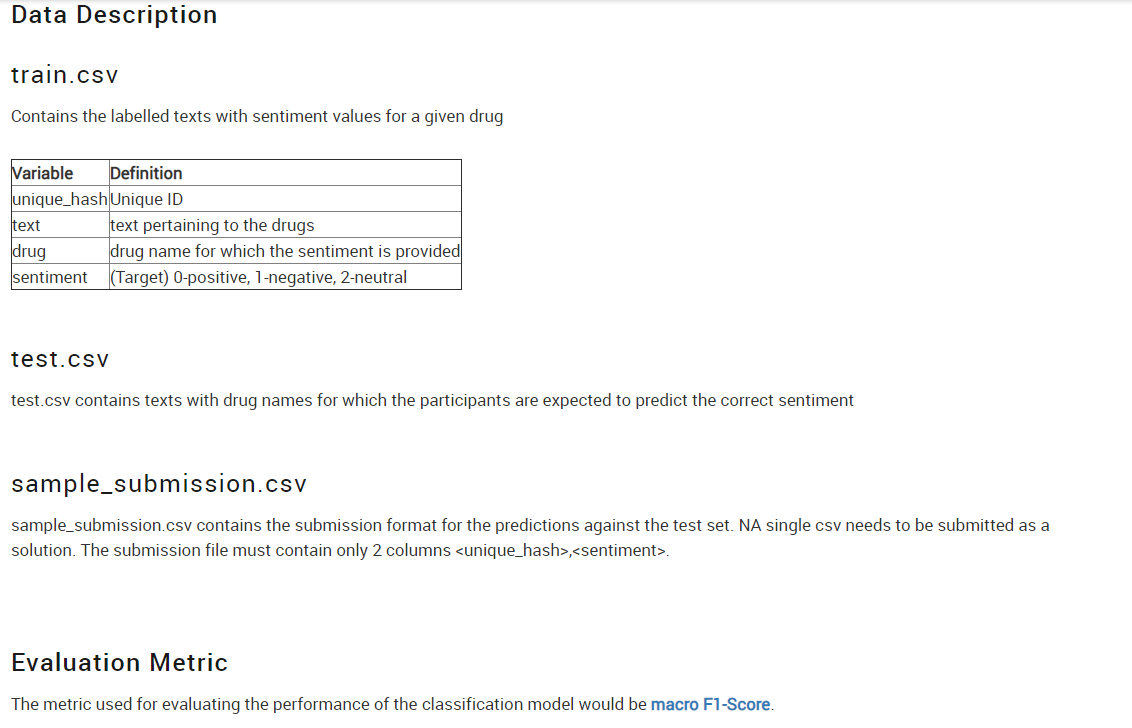 Data Description
train.csv
Contains the labelled texts with sentiment values for a given drug
Variable Definition
unique_hash Unique ID
text text pertaining to the drugs
drug drug name for which the sentiment is provided
sentiment (Target) 0-positive, 1-negative, 2-neutral
test.csv
test.csv contains texts with drug names for which the participants are expected to predict the correct sentiment
sample_submission.csv
sample_submission.csv contains the submission format for the predictions against the test set. NA single csv needs to be submitted as a
solution. The submission file must contain only 2 columns <unique_hash>,<sentiment>.
Evaluation Metric
The metric used for evaluating the performance of the classification model would be macro F1-Score.